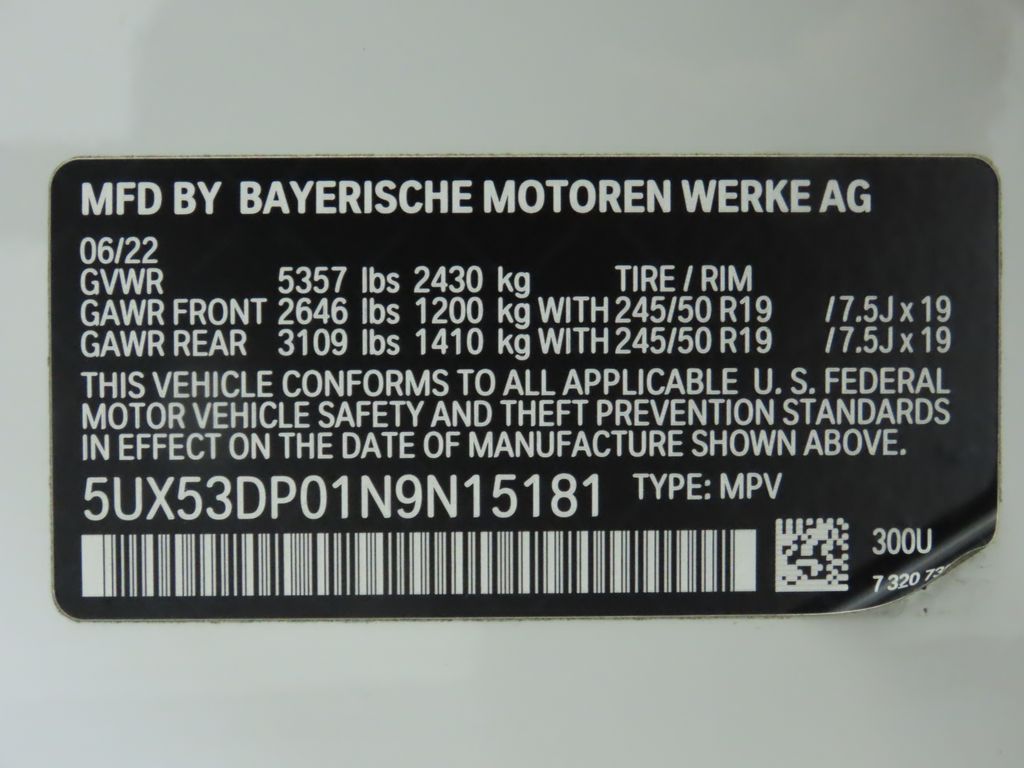 MFD BY BAYERISCHE MOTOREN WERKE AG
06/22
GVWR 5357 lbs 2430 kg TIRE / RIM
GAWR FRONT 2646 lbs 1200 kg WITH 245/50 R19 /7.5J x 19
GAWR REAR 3109 lbs 1410 kg WITH 245/50 R19 /7.5J x 19
THIS VEHICLE CONFORMS TO ALL APPLICABLE U. S. FEDERAL
MOTOR VEHICLE SAFETY AND THEFT PREVENTION STANDARDS
IN EFFECT ON THE DATE OF MANUFACTURE SHOWN ABOVE.
5UX53DP01N9N15181 TYPE: MPV
300U
7 320